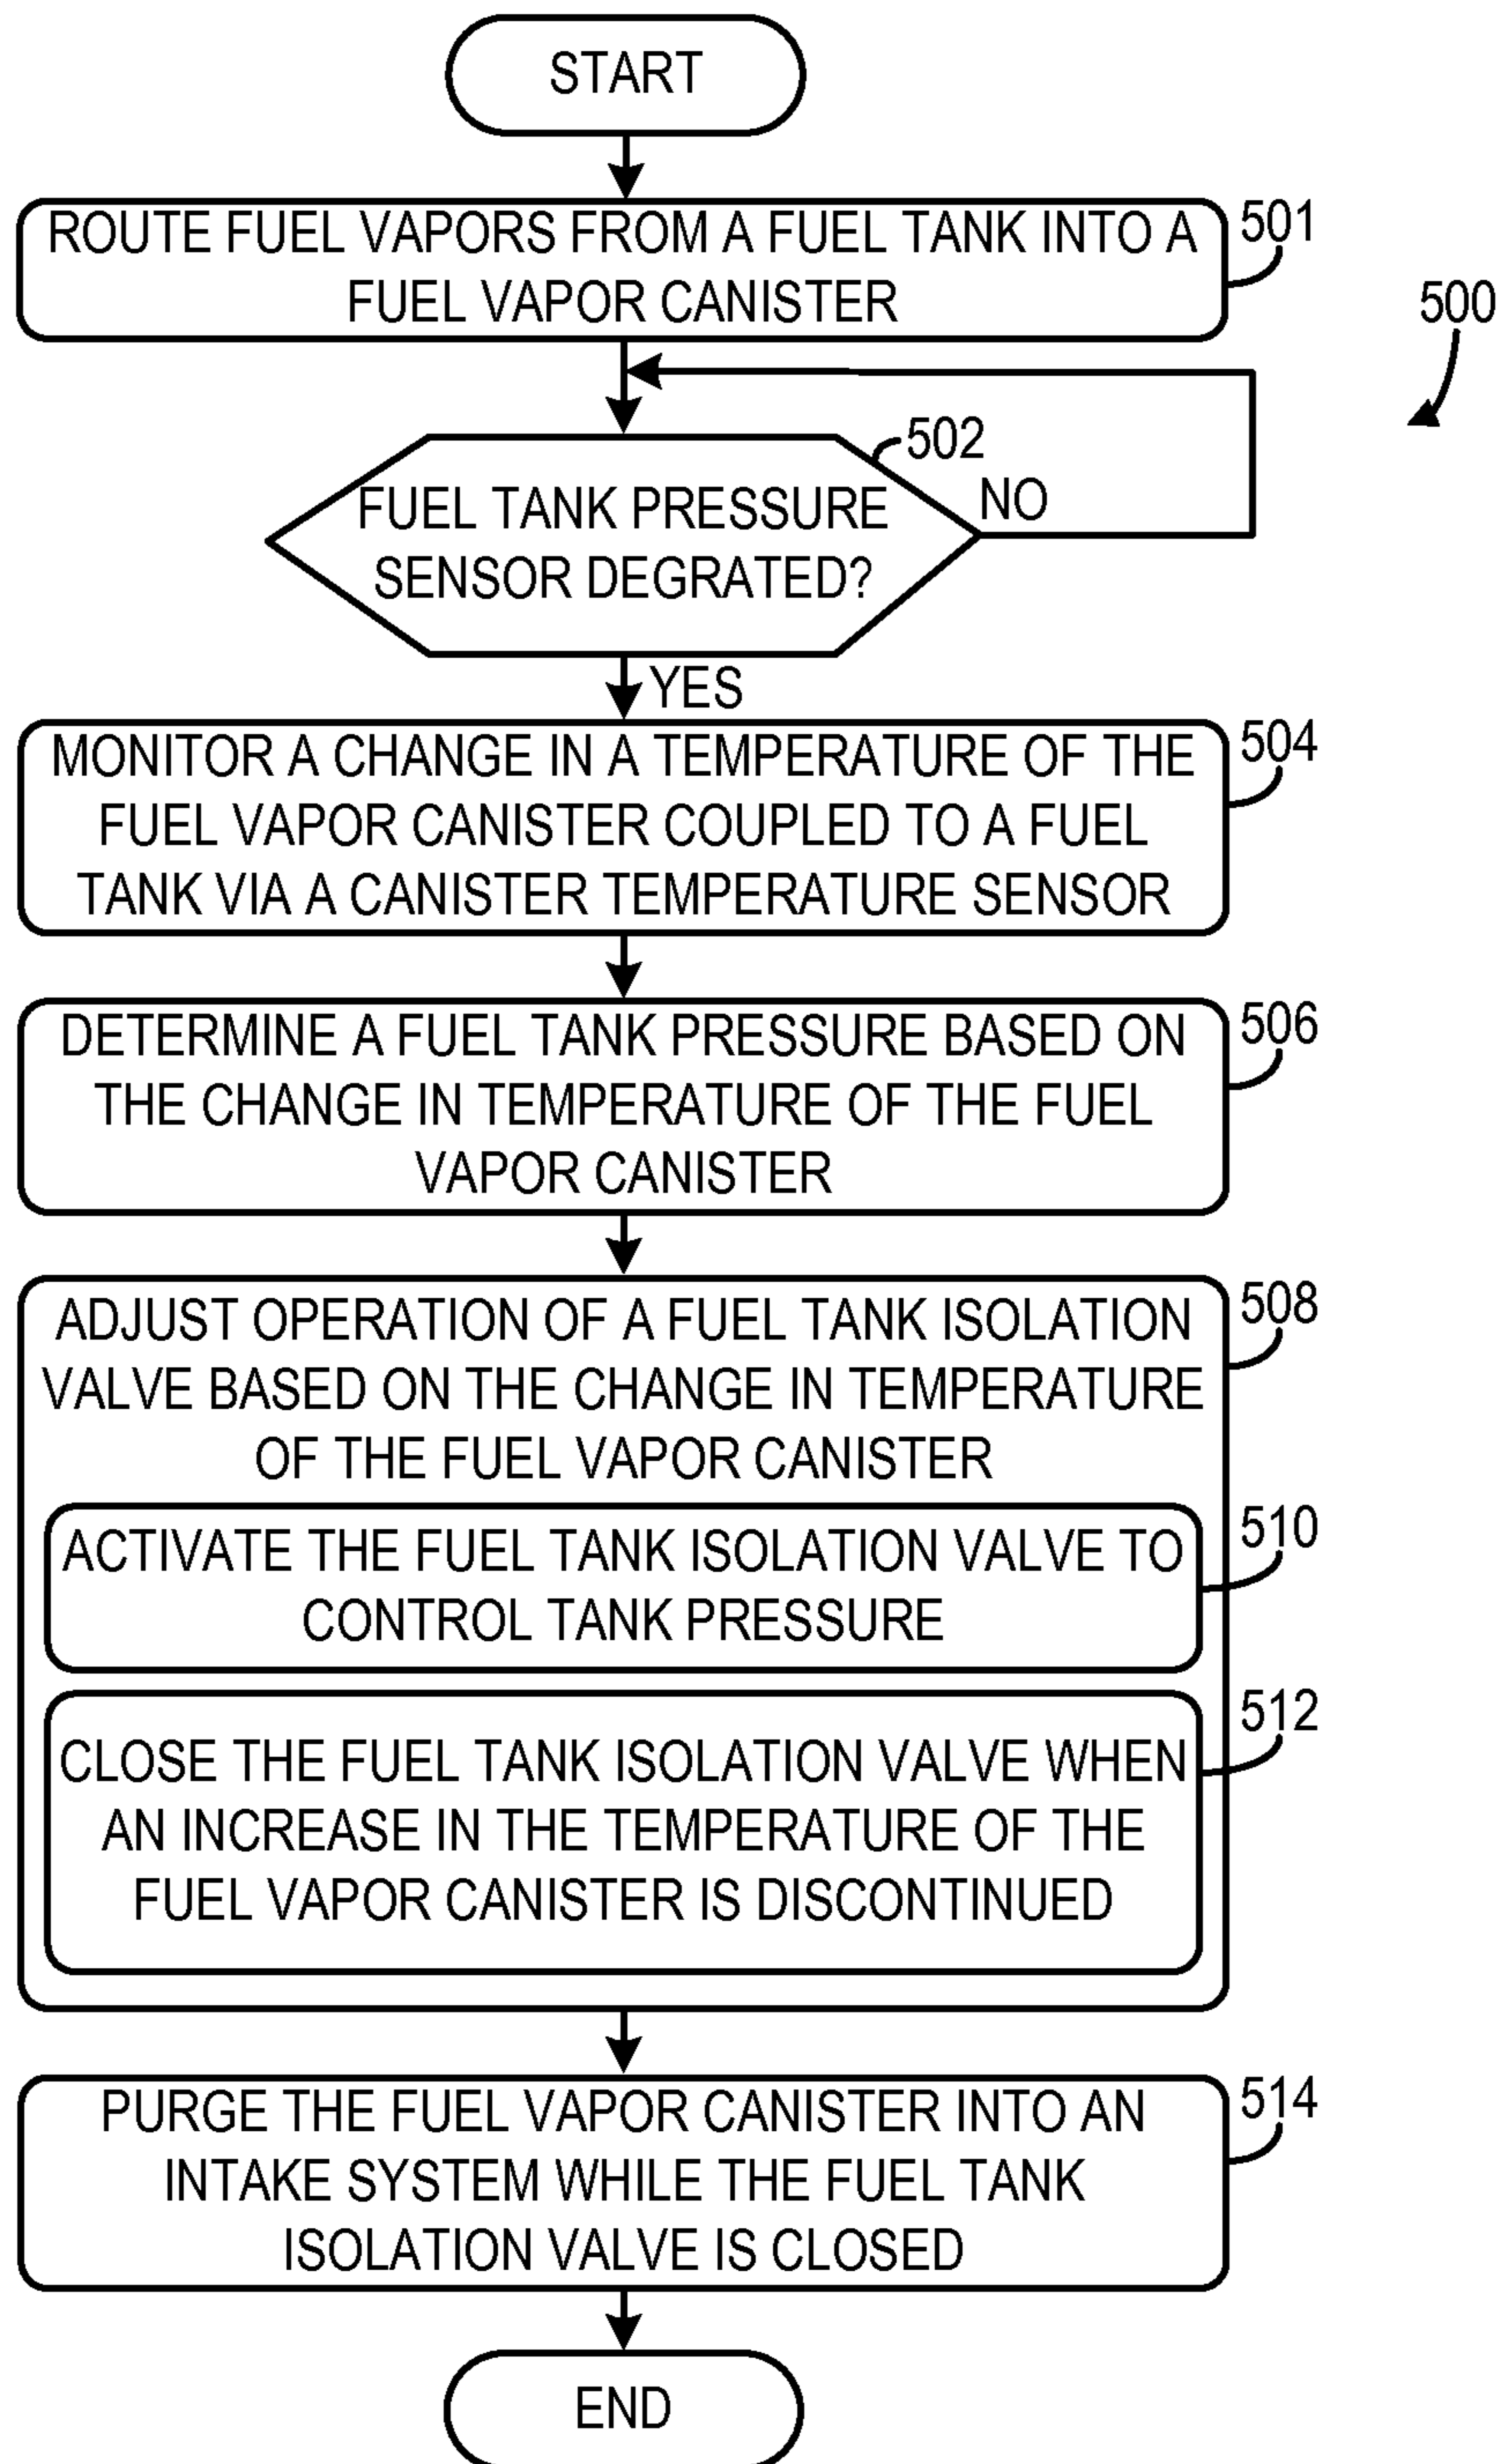 START
ROUTE FUEL VAPORS FROM A FUEL TANK INTO A
FUEL VAPOR CANISTER
501
500
502
FUEL TANK PRESSURE
SENSOR DEGRATED?
NO
YES
MONITOR A CHANGE IN A TEMPERATURE OF THE
FUEL VAPOR CANISTER COUPLED TO A FUEL
TANK VIA A CANISTER TEMPERATURE SENSOR
504
DETERMINE A FUEL TANK PRESSURE BASED ON
THE CHANGE IN TEMPERATURE OF THE FUEL
VAPOR CANISTER
506
ADJUST OPERATION OF A FUEL TANK ISOLATION
VALVE BASED ON THE CHANGE IN TEMPERATURE
OF THE FUEL VAPOR CANISTER
508
ACTIVATE THE FUEL TANK ISOLATION VALVE TO
CONTROL TANK PRESSURE
510
CLOSE THE FUEL TANK ISOLATION VALVE WHEN
AN INCREASE IN THE TEMPERATURE OF THE
FUEL VAPOR CANISTER IS DISCONTINUED
512
PURGE THE FUEL VAPOR CANISTER INTO AN
INTAKE SYSTEM WHILE THE FUEL TANK
ISOLATION VALVE IS CLOSED
514
END